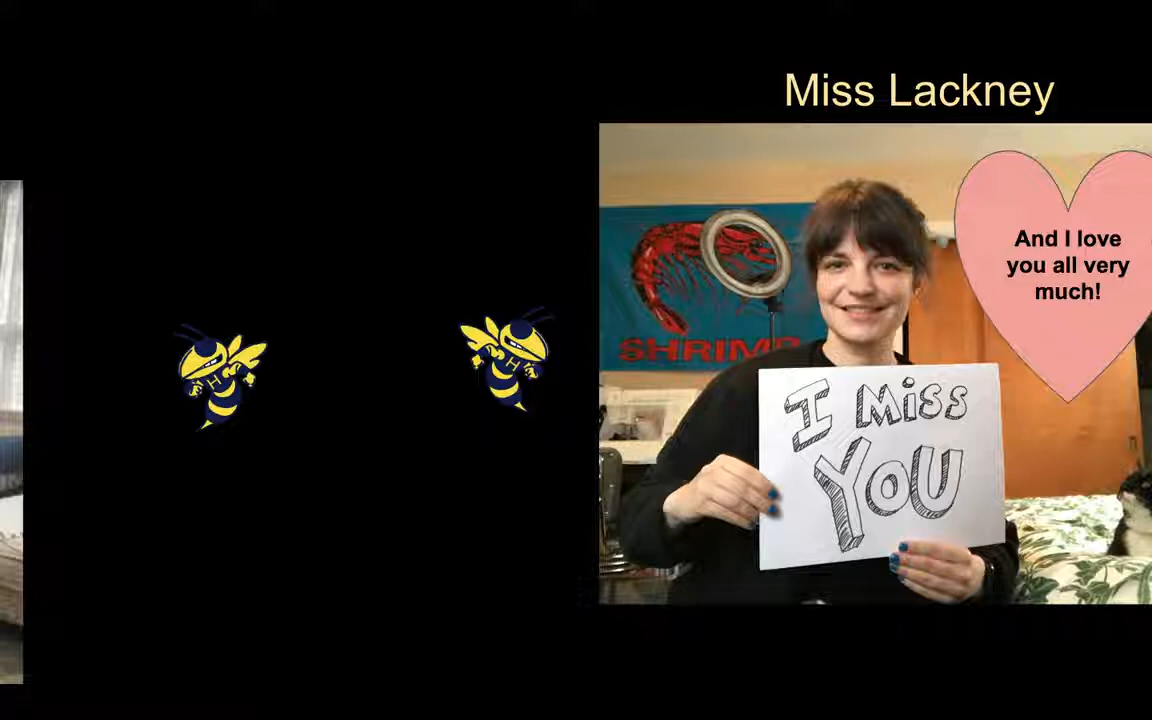 Miss Lackney
And I love
you all very
much!
SHRIMP
I MiSS
YOU
H
H